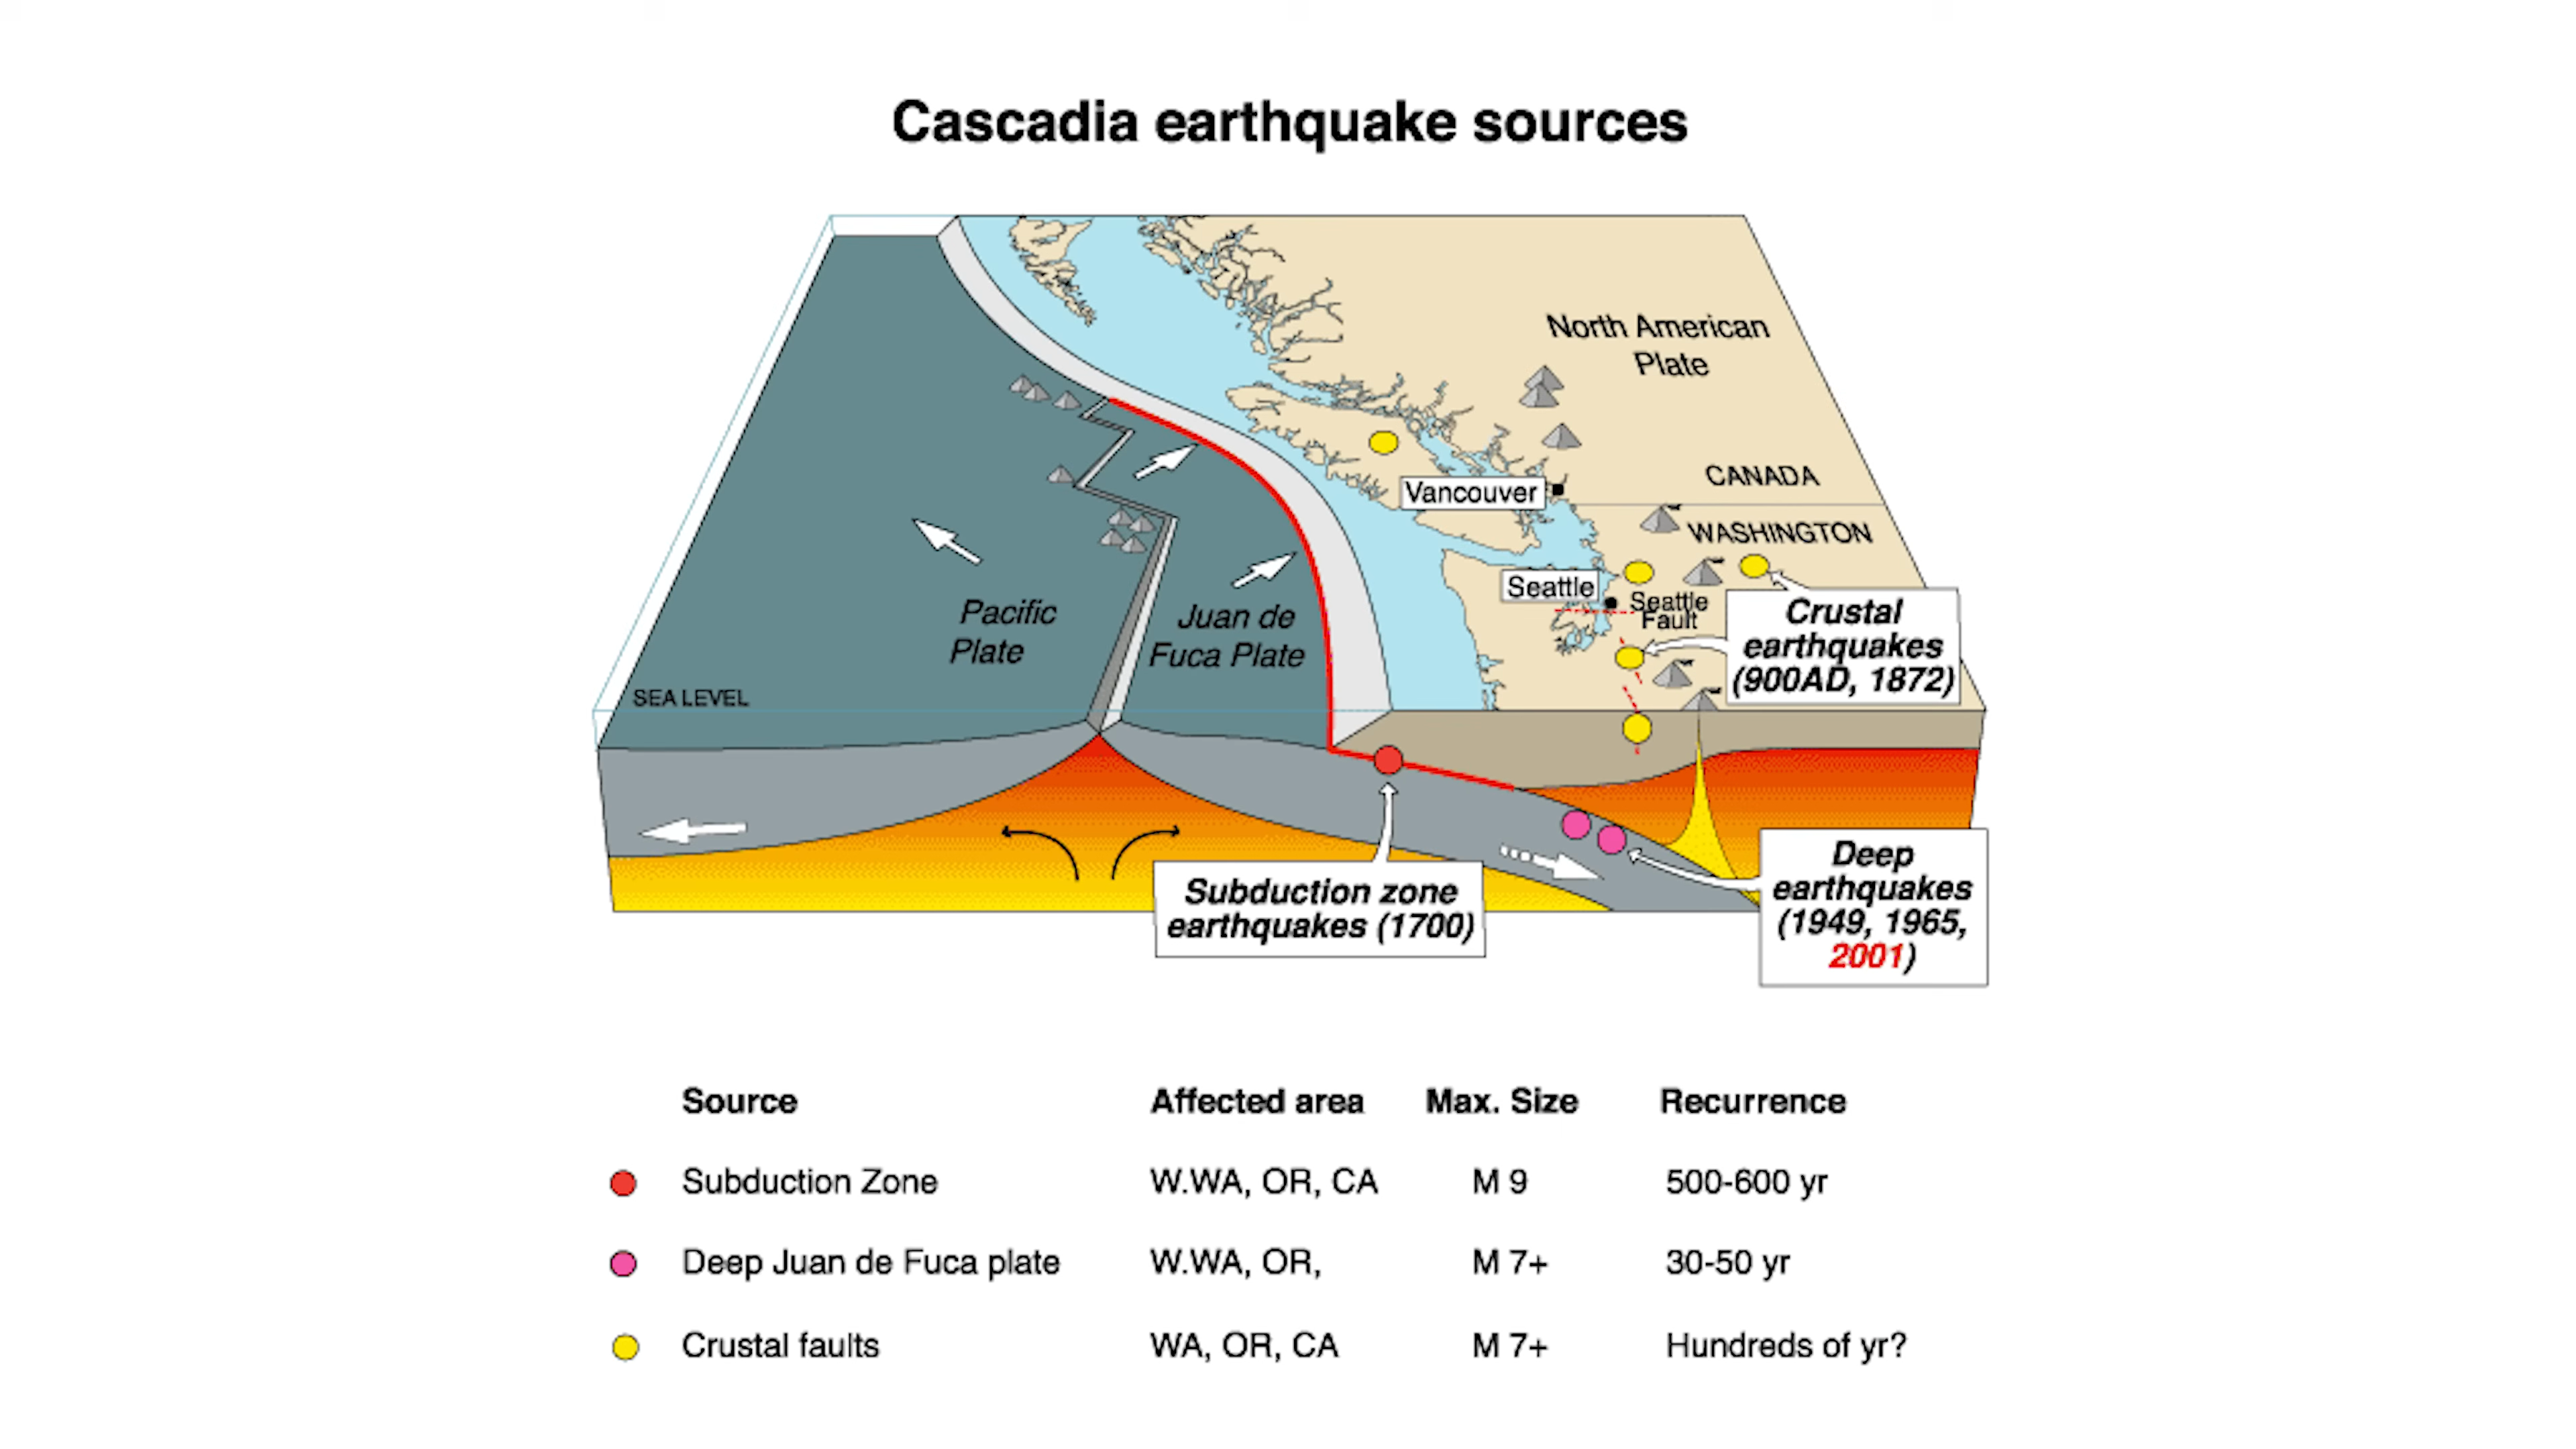 Cascadia earthquake sources
North American
Plate
CANADA
Vancouver
WASHINGTON
Seattle
Seattle
Fault
Crustal
earthquakes
(900AD, 1872)
Pacific
Plate
Juan de
Fuca Plate
SEA LEVEL
Subduction zone
earthquakes (1700)
Deep
earthquakes
(1949, 1965,
2001)
Source Affected area Max. Size Recurrence
Subduction Zone W.WA, OR, CA M 9 500-600 yr
Deep Juan de Fuca plate W.WA, OR, M 7+ 30-50 yr
Crustal faults WA, OR, CA M 7+ Hundreds of yr?